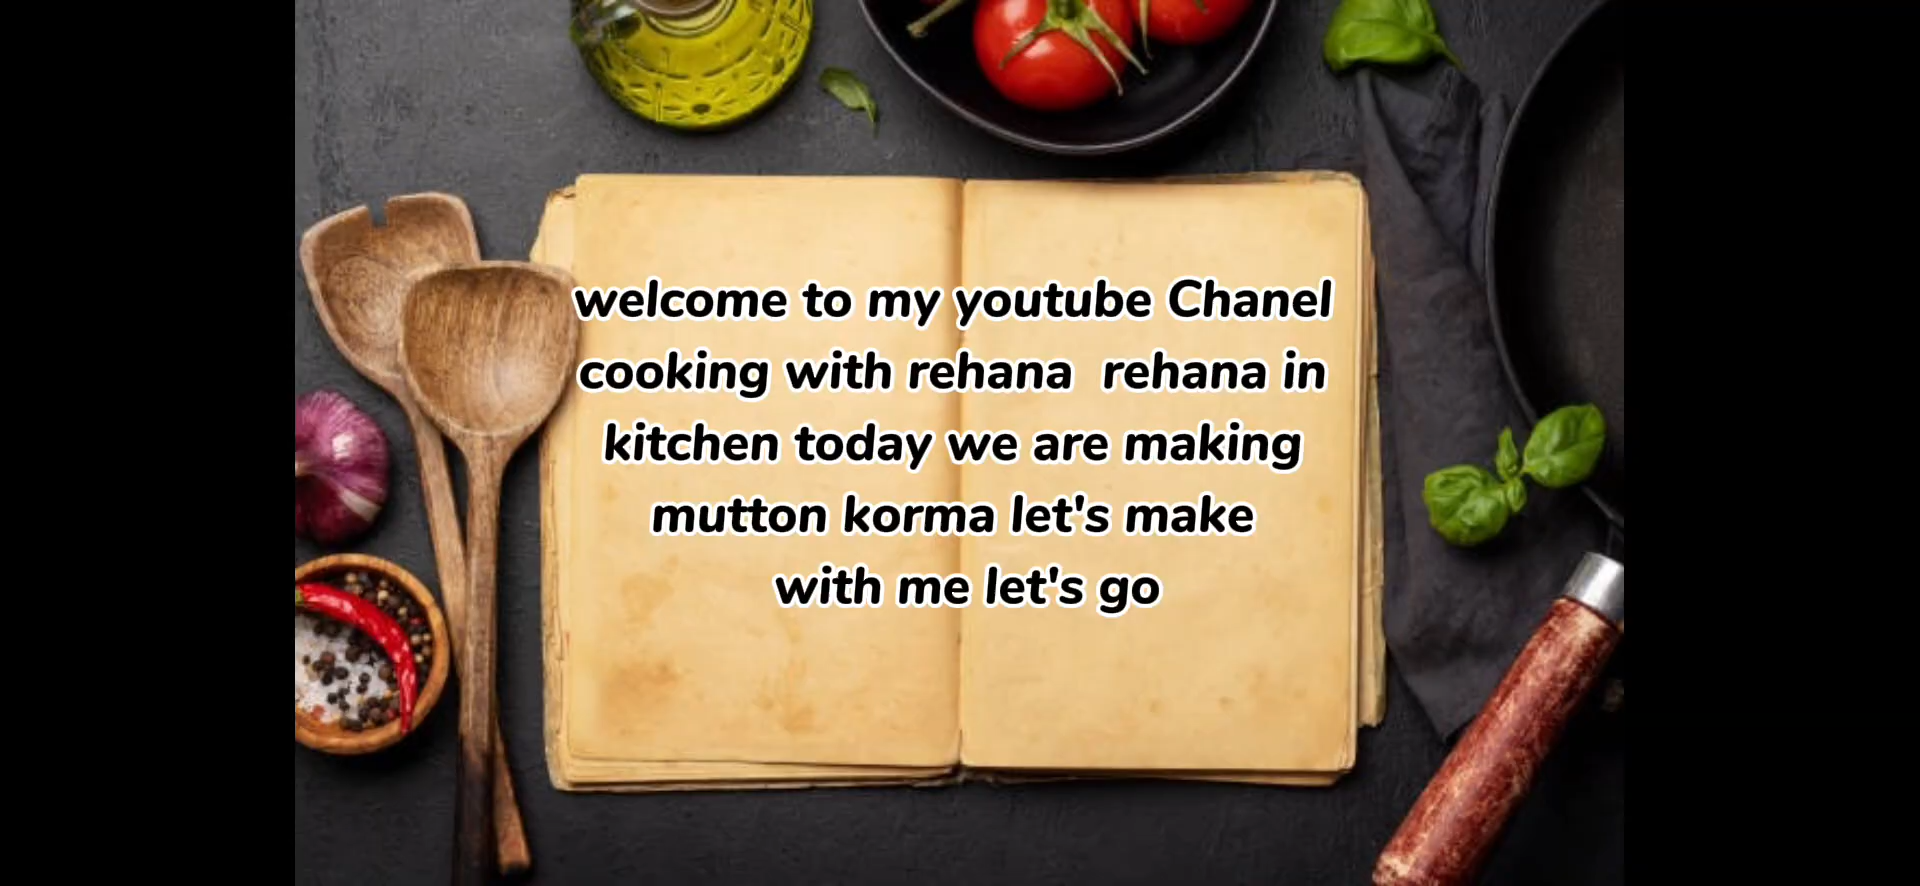 welcome to my youtube Chanel
cooking with rehana  rehana in
kitchen today we are making
mutton korma let's make
with me let's go